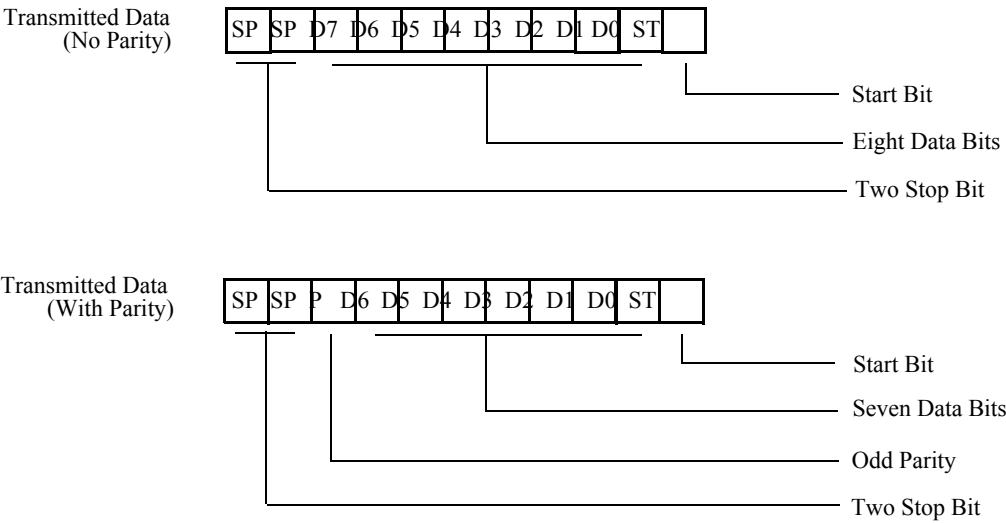 Transmitted Data
(No Parity)
SP SP D7 D6 D5 D4 D3 D2 D1 D0 ST
Start Bit
Eight Data Bits
Two Stop Bit
Transmitted Data
(With Parity)
SP SP P D6 D5 D4 D3 D2 D1 D0 ST
Start Bit
Seven Data Bits
Odd Parity
Two Stop Bit